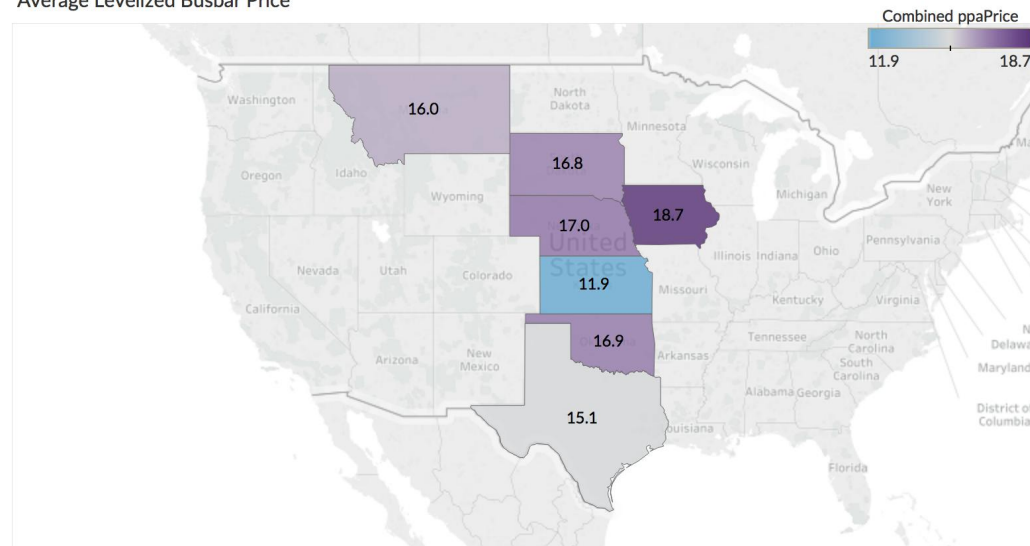 Average Levelized Busbar Price
Combined ppaPrice
11.9
18.7
Washington
North
Dakota
16.0
Minnesota
Oregon
Idaho
16.8
Wisconsin
Wyoming
Michigan
New
York
18.7
17.0
United
States
Pennsylvania
Nevada
Utah
Colorado
11.9
Illinois
Indiana
Ohio
Missouri
Kentucky
Virginia
California
Arizona
New
Mexico
16.9
Arkansas
Tennessee
North
Carolina
South
Carolina
Delawa
Maryland
15.1
Alabama
Georgia
District of
Columbia
ouisiana
Florida